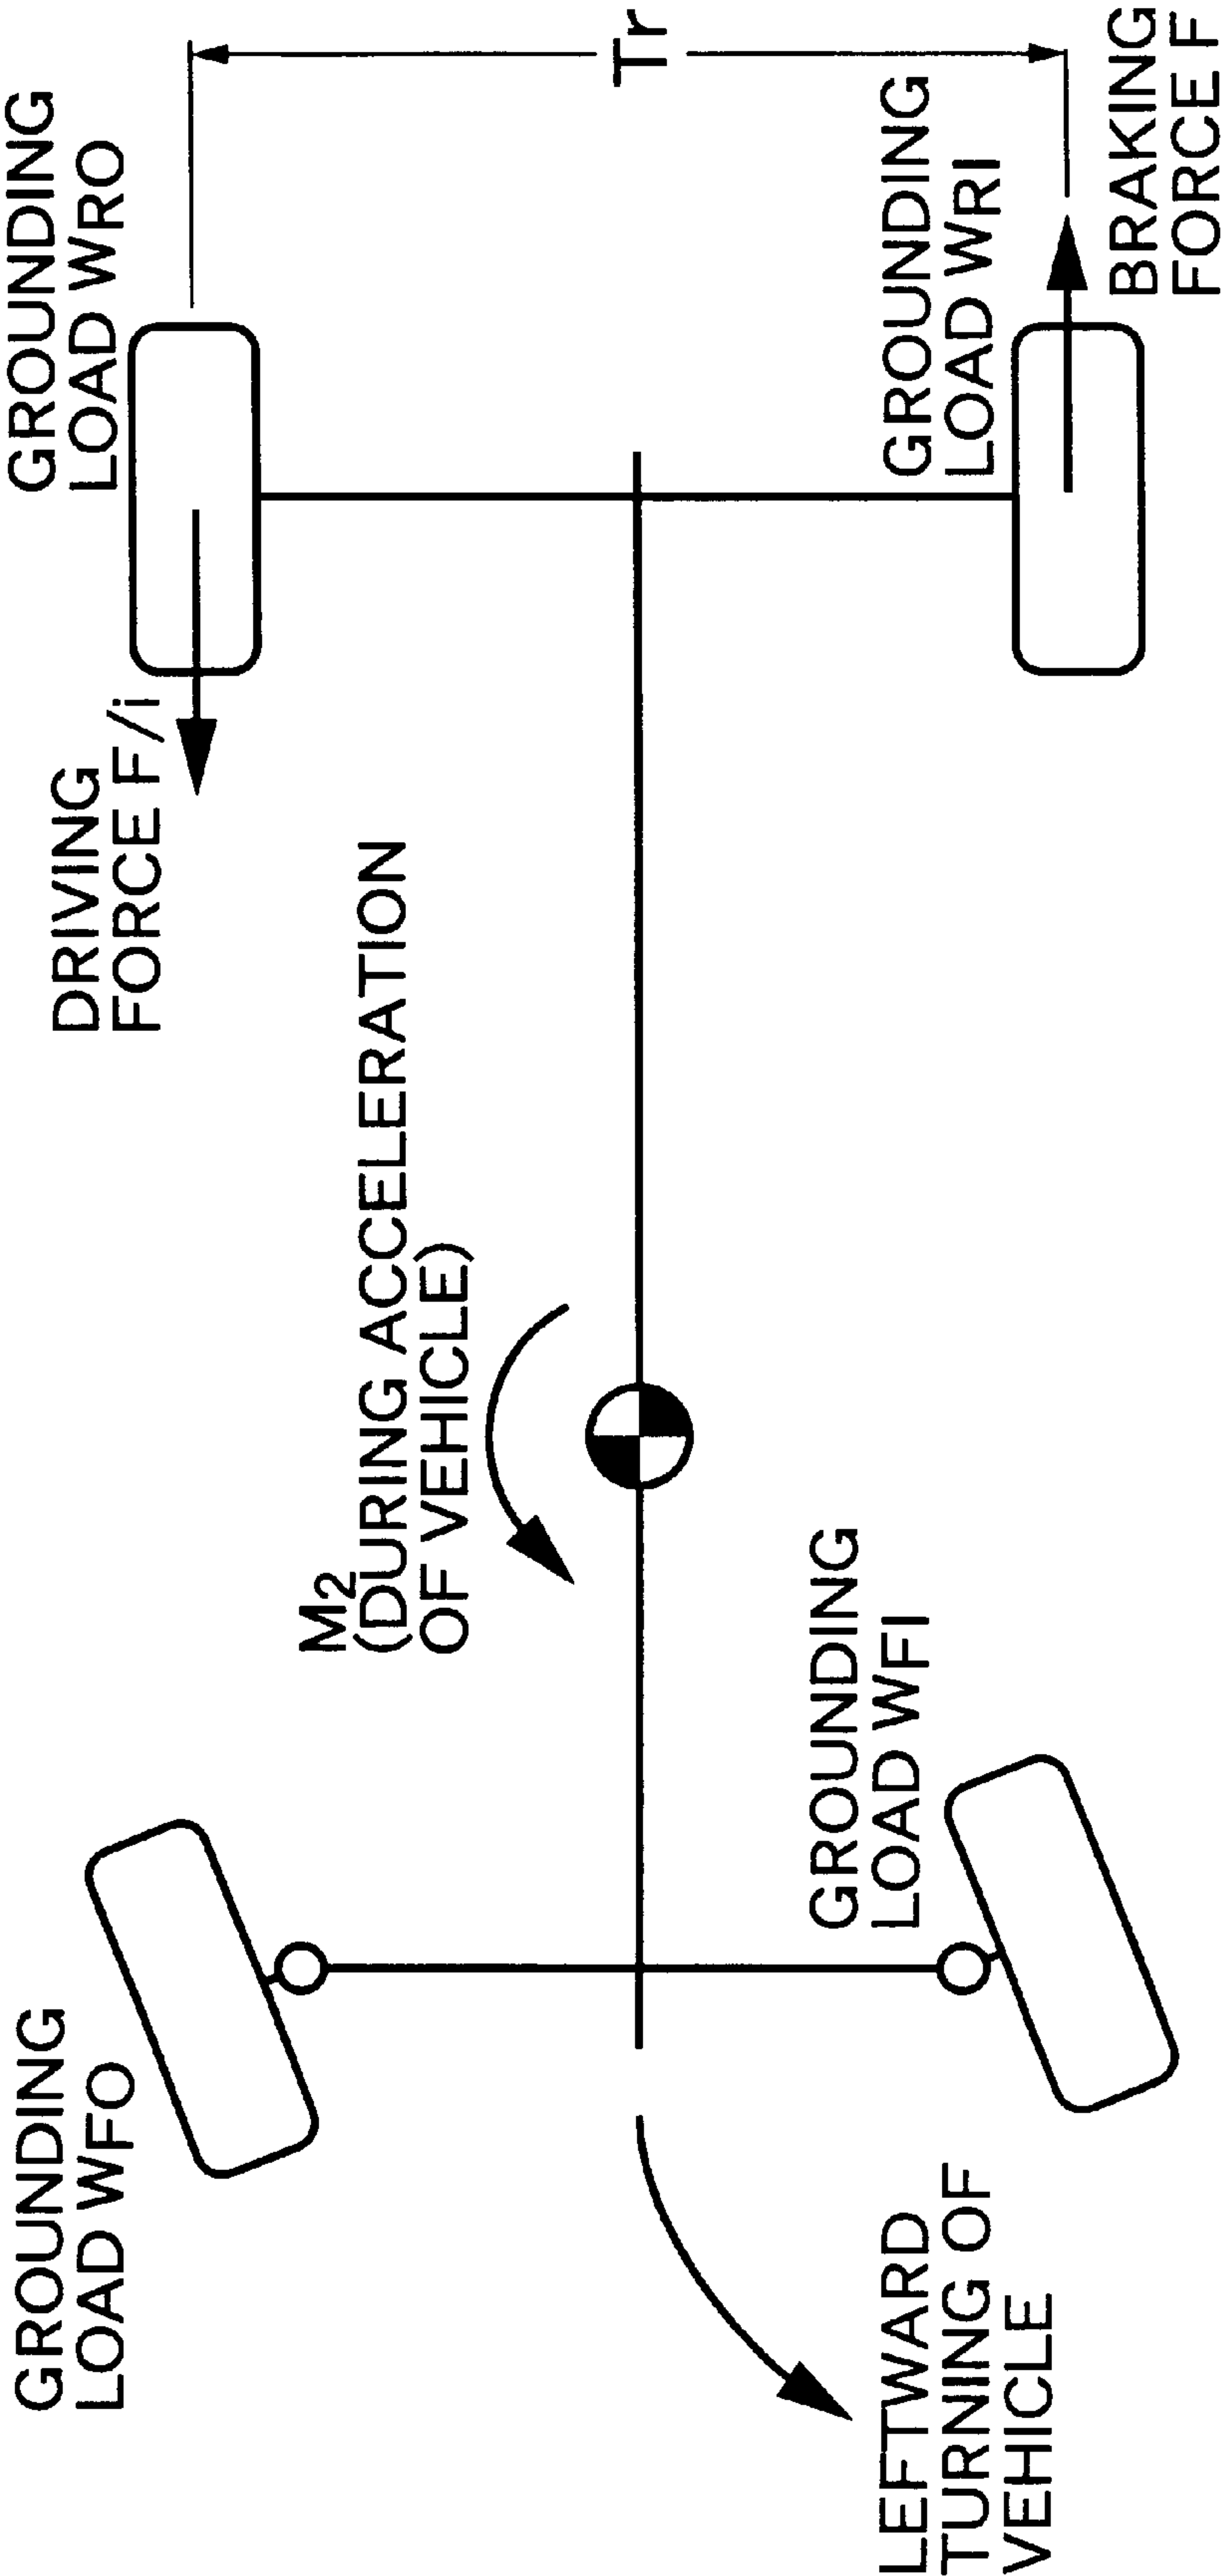 GROUNDING
LOAD WFO
LEFTWARD
TURNING OF
VEHICLE
GROUNDING
LOAD WFI
M2
(DURING ACCELERATION
OF VEHICLE)
DRIVING
FORCE F/i
GROUNDING
LOAD WRO
GROUNDING
LOAD WRI
Tr
BRAKING
FORCE F